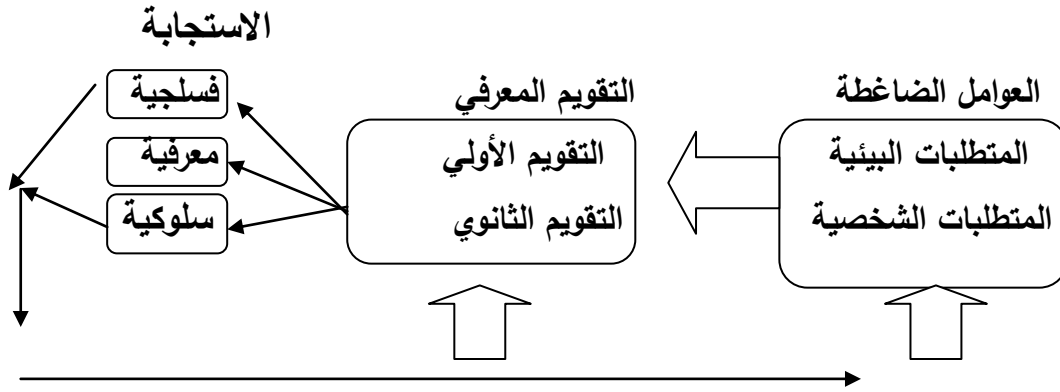 الاستجابة
العوامل الضاغطة
المتطلبات البيئية
المتطلبات الشخصية
التقويم المعرفي
التقويم الأولي
التقويم الثانوي
فسلجية
معرفية
سلوكية